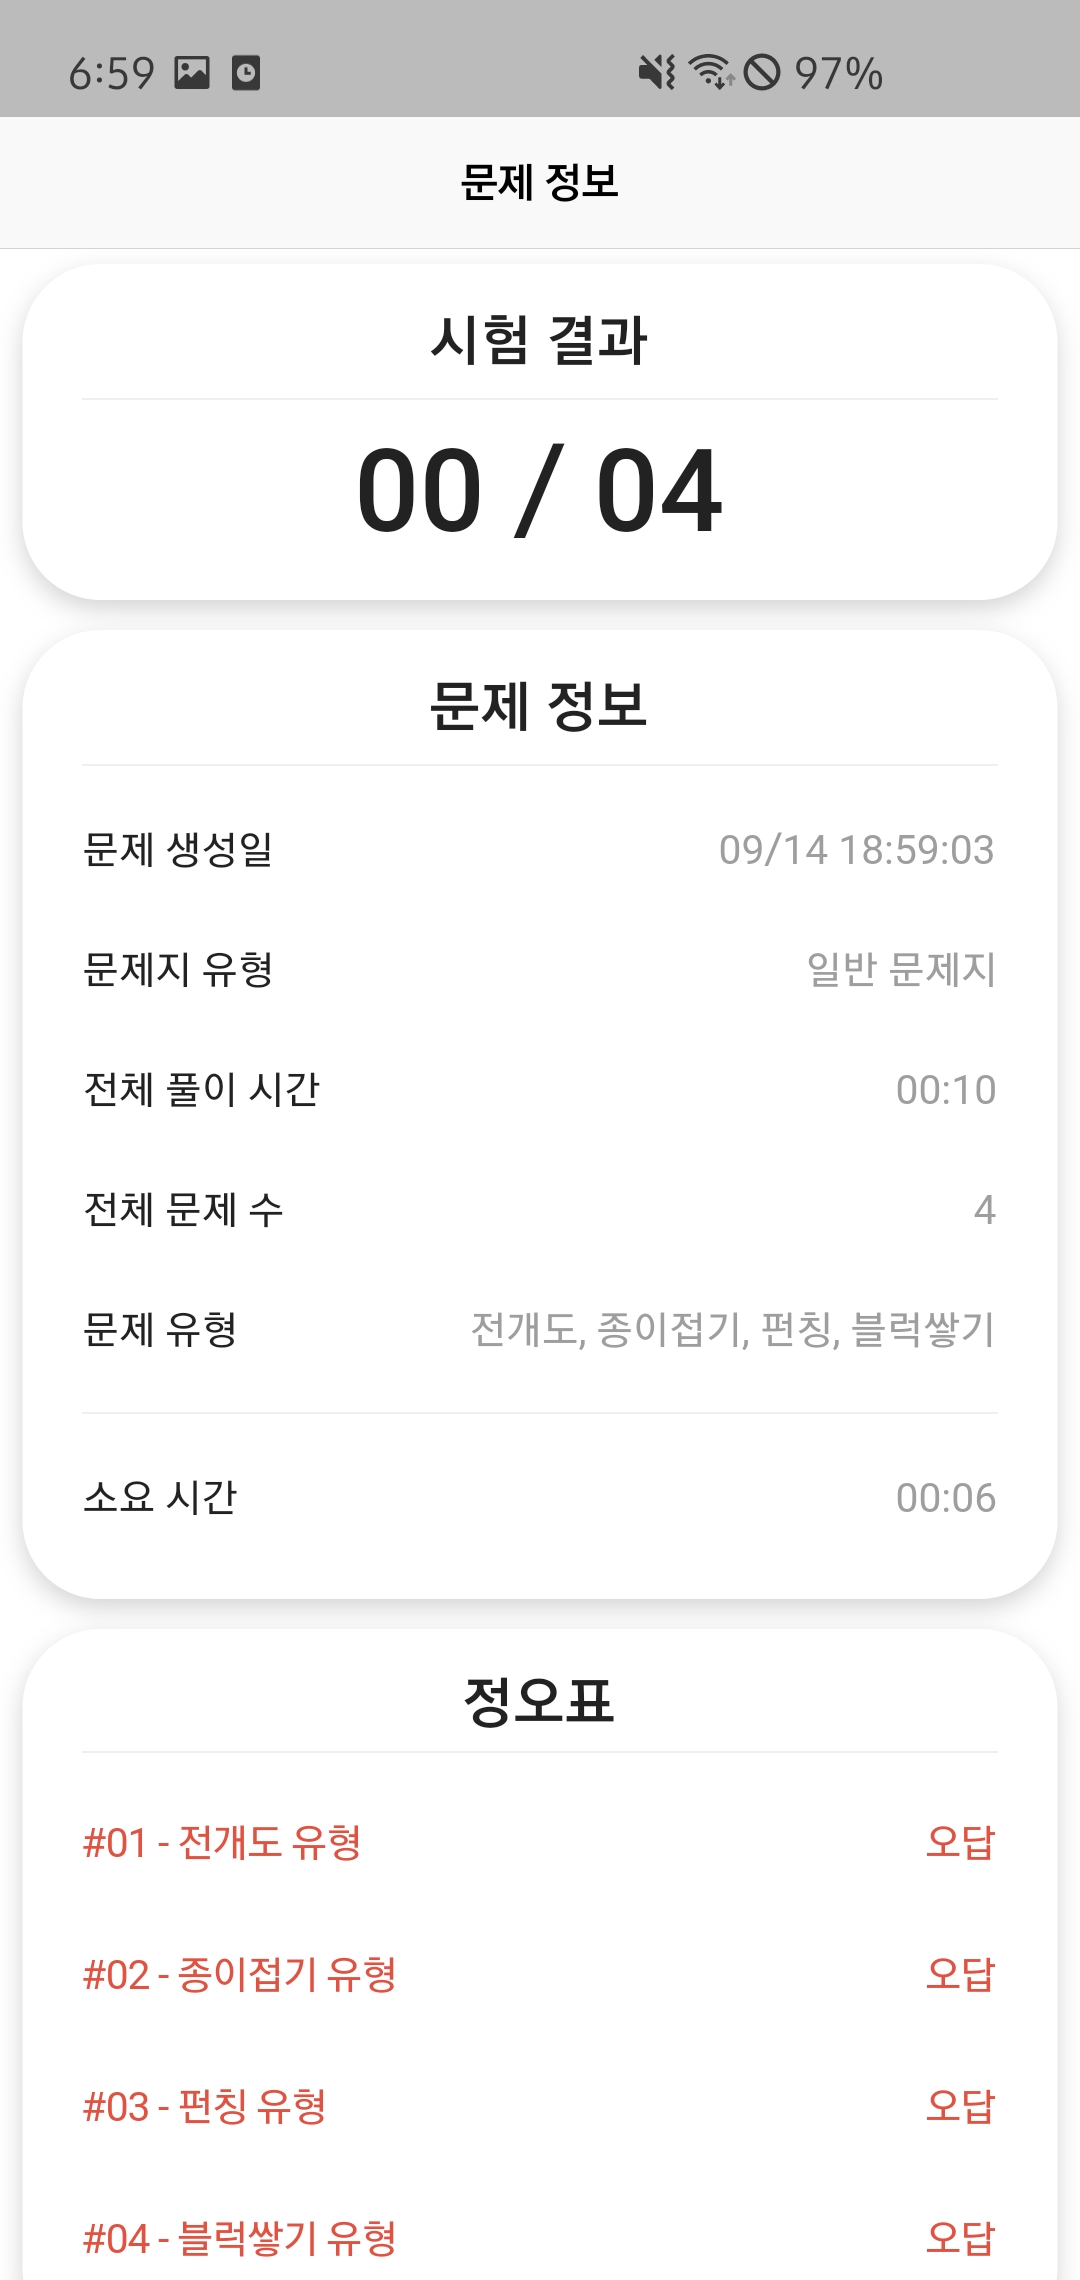 6:59 97%
문제 정보
시험 결과
00 / 04
문제 정보
문제 생성일 09/14 18:59:03
문제지 유형 일반 문제지
전체 풀이 시간 00:10
전체 문제 수 4
문제 유형 전개도, 종이접기, 펀칭, 블럭쌓기
소요 시간 00:06
정오표
#01 - 전개도 유형 오답
#02 - 종이접기 유형 오답
#03 - 펀칭 유형 오답
#04 - 블럭쌓기 유형 오답